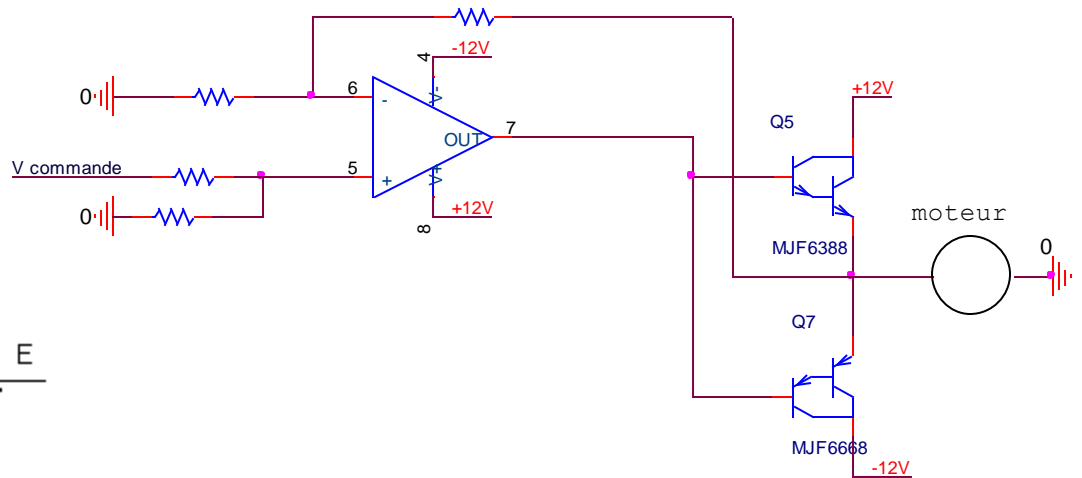 4
-12V
0
6
-
V-
+12V
Q5
OUT
7
V commande
5
+
V+
0
+12V
8
moteur
MJF6388
0
Q7
E
MJF6668
-12V